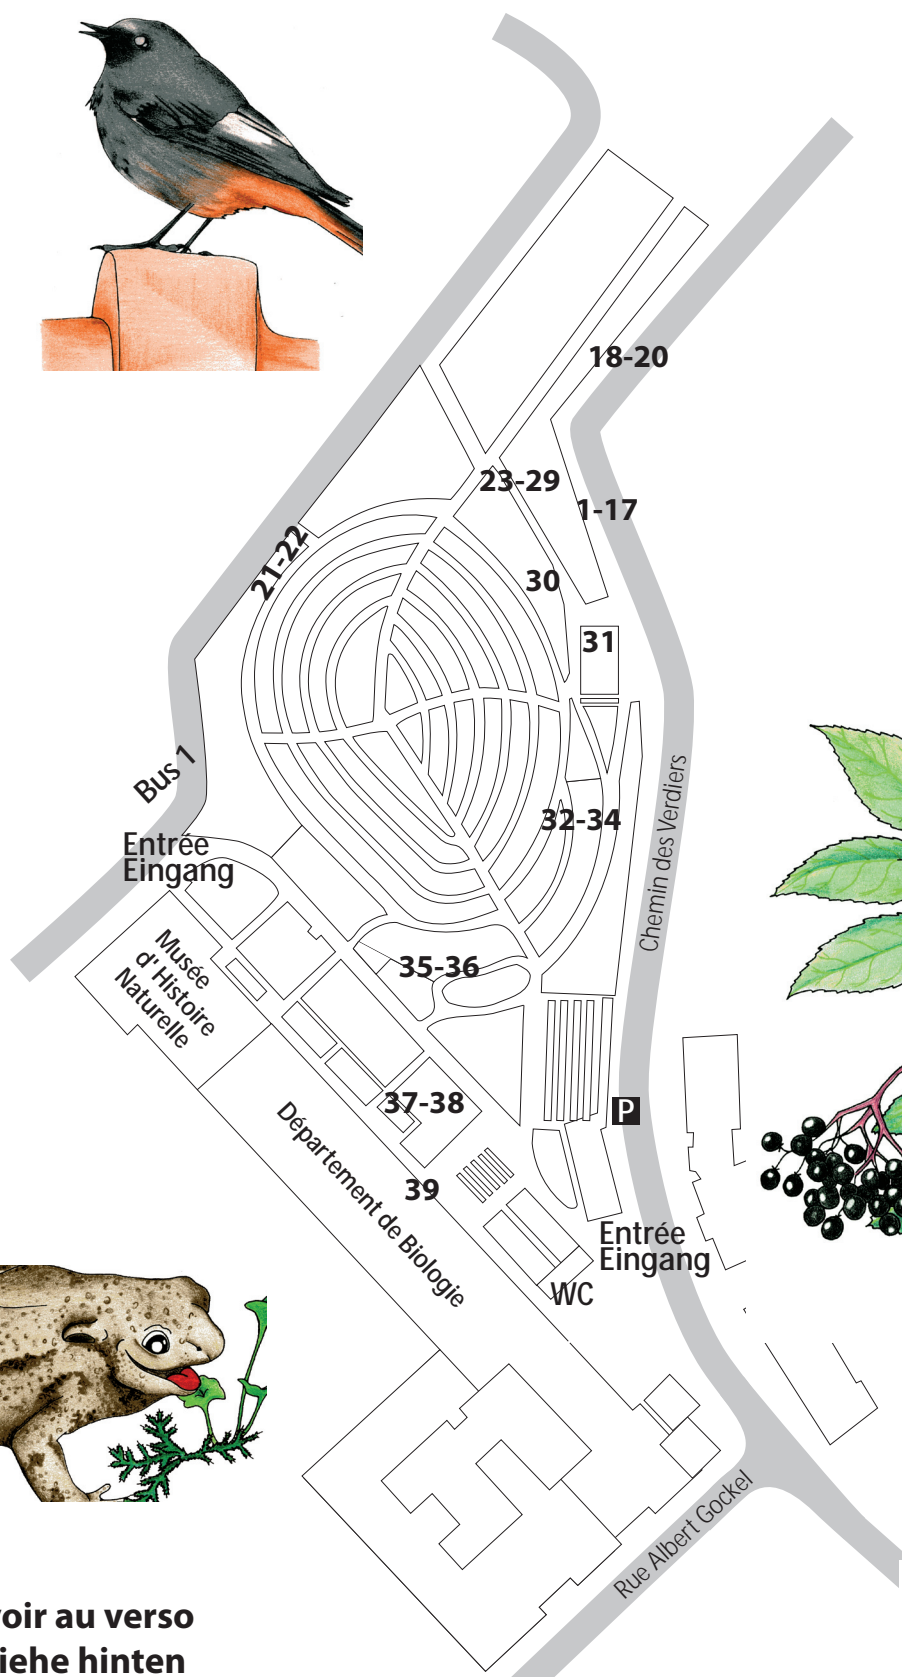 18-20
23-29
1-17
21-22
30
31
Bus 1
32-34
Chemin des Verdiers
Entrée
Eingang
Musée
d' Histoire
Naturelle
35-36
37-38
P
Département de Biologie
39
Entrée
Eingang
WC
Rue Albert Gockel
voir au verso
iehe hinten